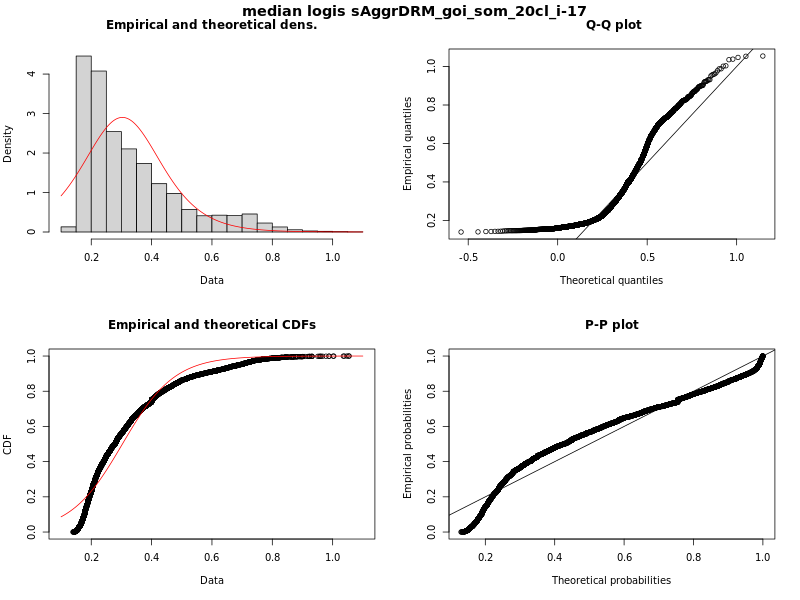 median logis sAggrDRM_goi_som_20cl_i-17
Empirical and theoretical dens.
Density
0 1 2 3 4
0.2 0.4 0.6 0.8 1.0
Data
Q-Q plot
Empirical quantiles
0.2 0.4 0.6 0.8 1.0
-0.5 0.0 0.5 1.0
Theoretical quantiles
Empirical and theoretical CDFs
CDF
0.0 0.2 0.4 0.6 0.8 1.0
0.2 0.4 0.6 0.8 1.0
Data
P-P plot
Empirical probabilities
0.0 0.2 0.4 0.6 0.8 1.0
0.2 0.4 0.6 0.8 1.0
Theoretical probabilities